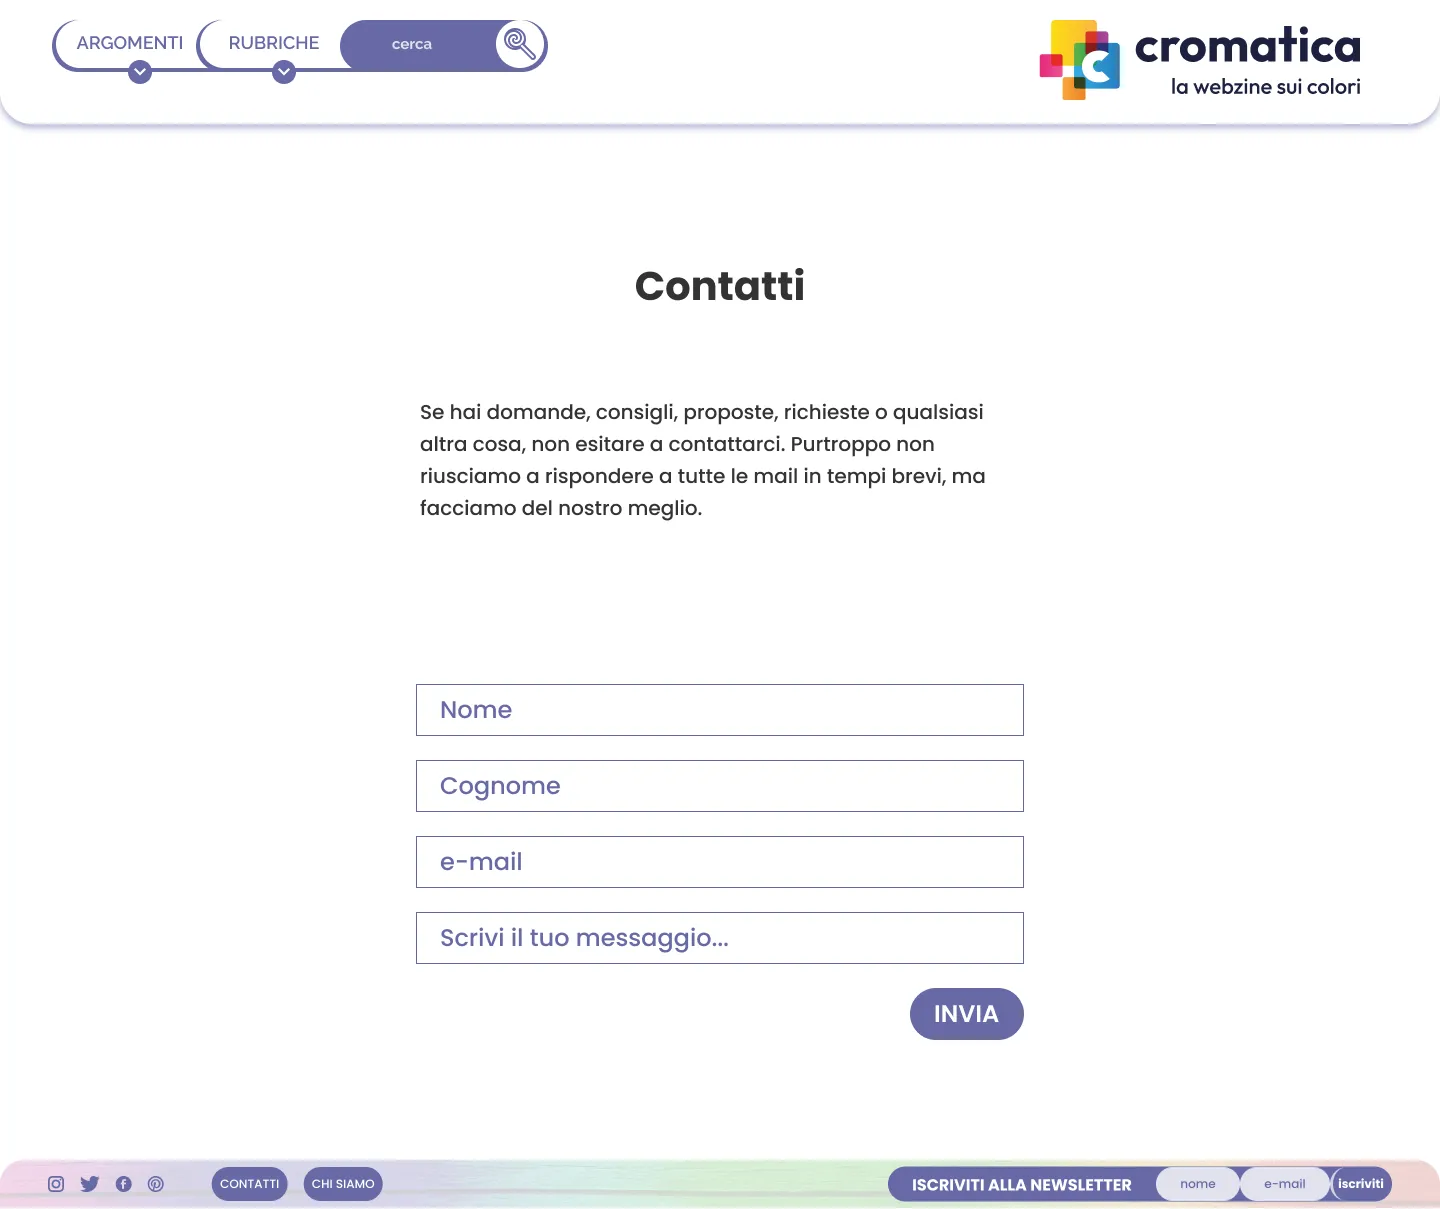 ARGOMENTI
RUBRICHE
cerca
cromatica
la webzine sui colori
Contatti
Se hai domande, consigli, proposte, richieste o qualsiasi
altra cosa, non esitare a contattarci. Purtroppo non
riusciamo a rispondere a tutte le mail in tempi brevi, ma
facciamo del nostro meglio.
Nome
Cognome
e-mail
Scrivi il tuo messaggio...
INVIA
CONTATTI
CHI SIAMO
ISCRIVITI ALLA NEWSLETTER
nome
e-mail
iscriviti